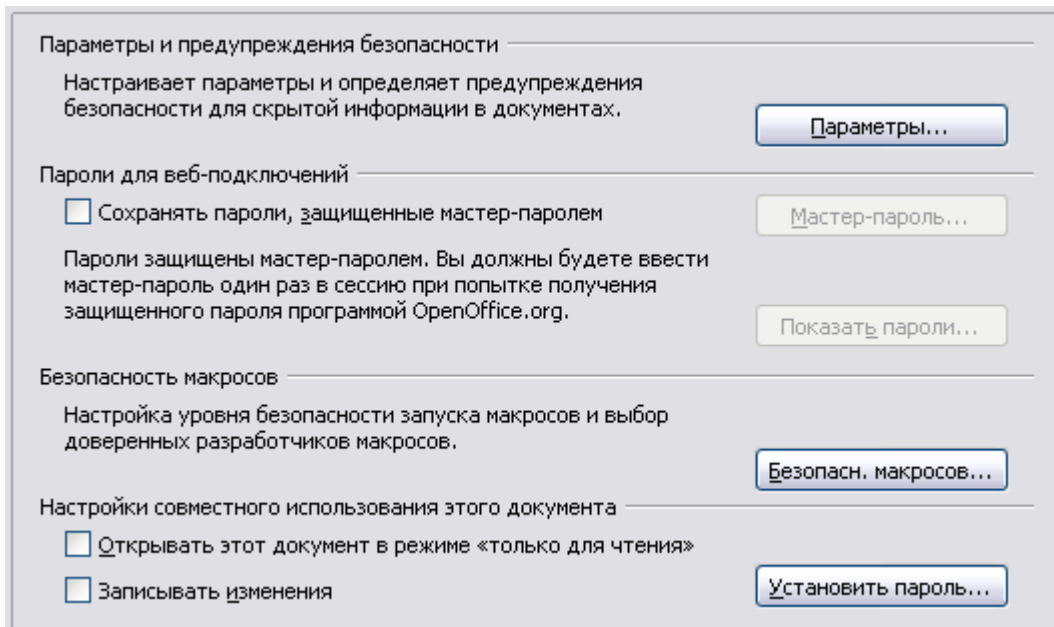 Параметры и предупреждения безопасности
Настраивает параметры и определяет предупреждения
безопасности для скрытой информации в документах.
Параметры...
Пароли для веб-подключений
Сохранять пароли, защищенные мастер-паролем
Мастер-пароль...
Пароли защищены мастер-паролем. Вы должны будете ввести
мастер-пароль один раз в сессию при попытке получения
защищенного пароля программой OpenOffice.org.
Показать пароли...
Безопасность макросов
Настройка уровня безопасности запуска макросов и выбор
доверенных разработчиков макросов.
Безопасн. макросов...
Настройки совместного использования этого документа
Открывать этот документ в режиме «только для чтения»
Записывать изменения
Установить пароль...